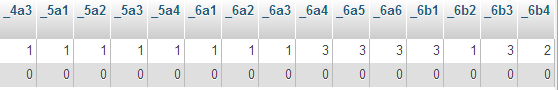 _4a3 _5a1 _5a2 _5a3 _5a4 _6a1 _6a2 _6a3 _6a4 _6a5 _6a6 _6b1 _6b2 _6b3 _6b4
1 1 1 1 1 1 1 1 3 3 3 3 1 3 2
0 0 0 0 0 0 0 0 0 0 0 0 0 0 0